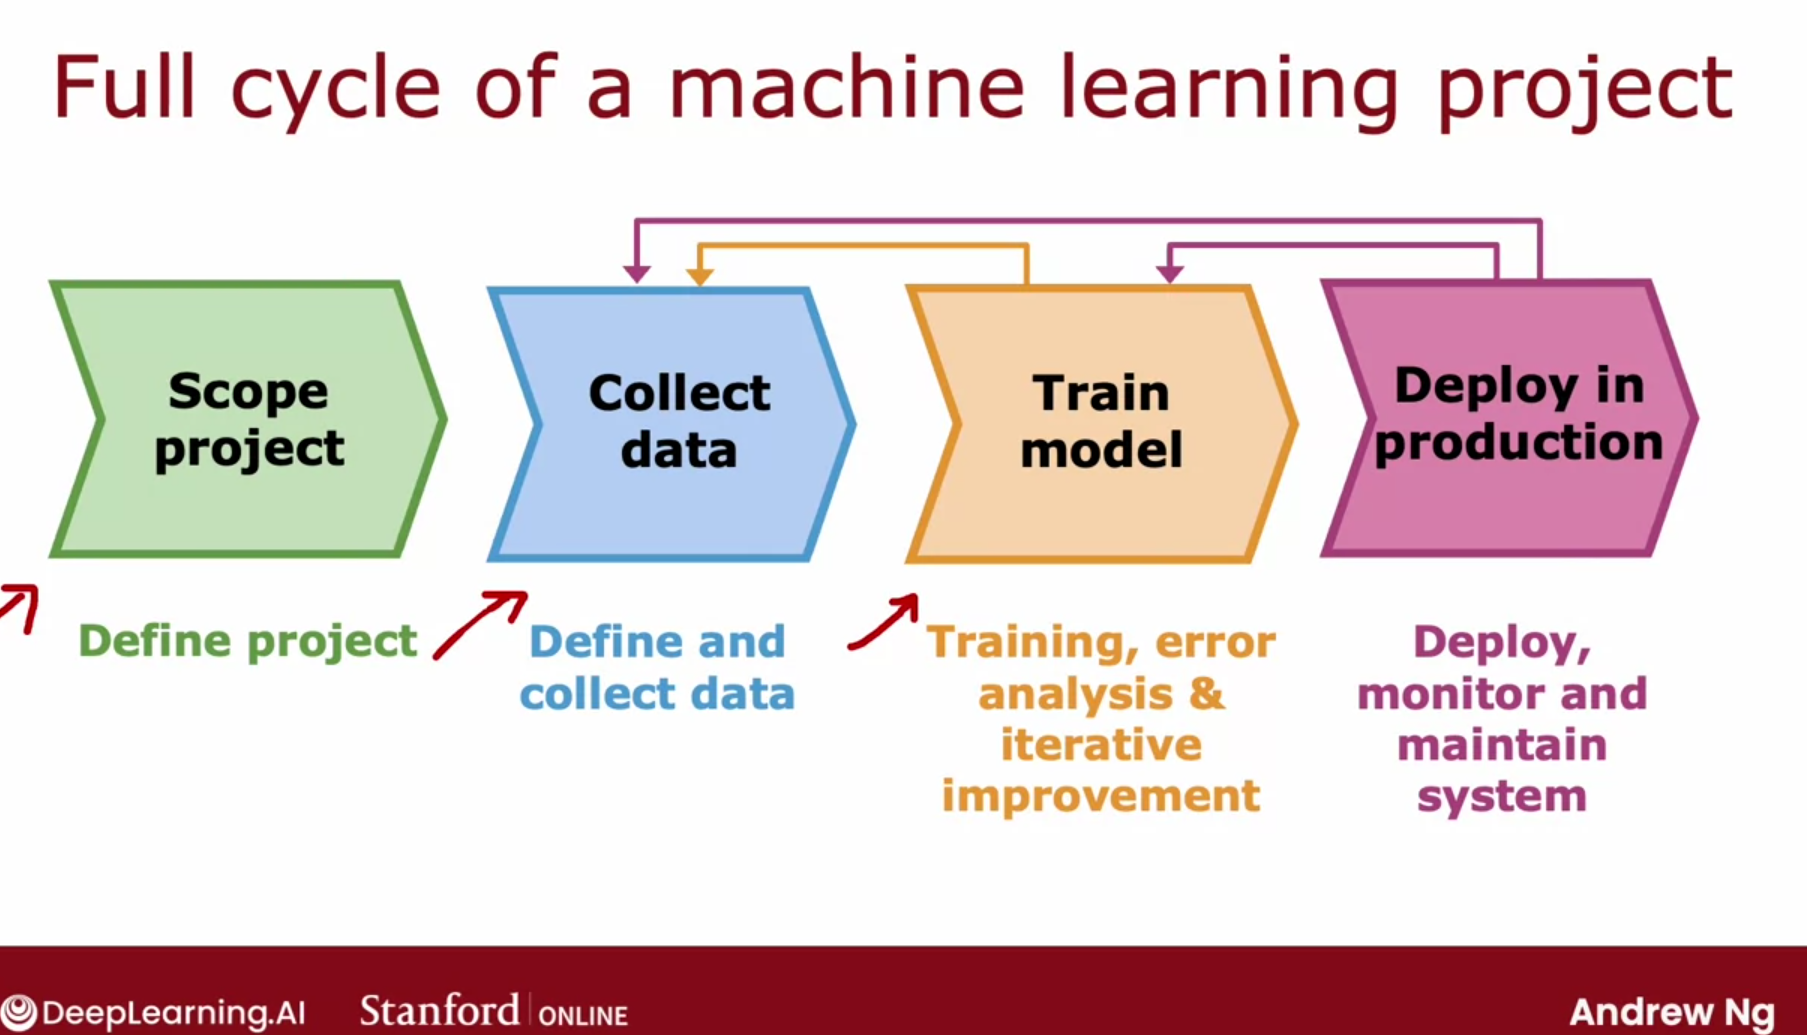 Full cycle of a machine learning project
Scope
project
Collect
data
Train
model
Deploy in
production
Define project
Define and
collect data
Training, error
analysis &
iterative
improvement
Deploy,
monitor and
maintain
system
DeepLearning.AI
Stanford ONLINE
Andrew Ng